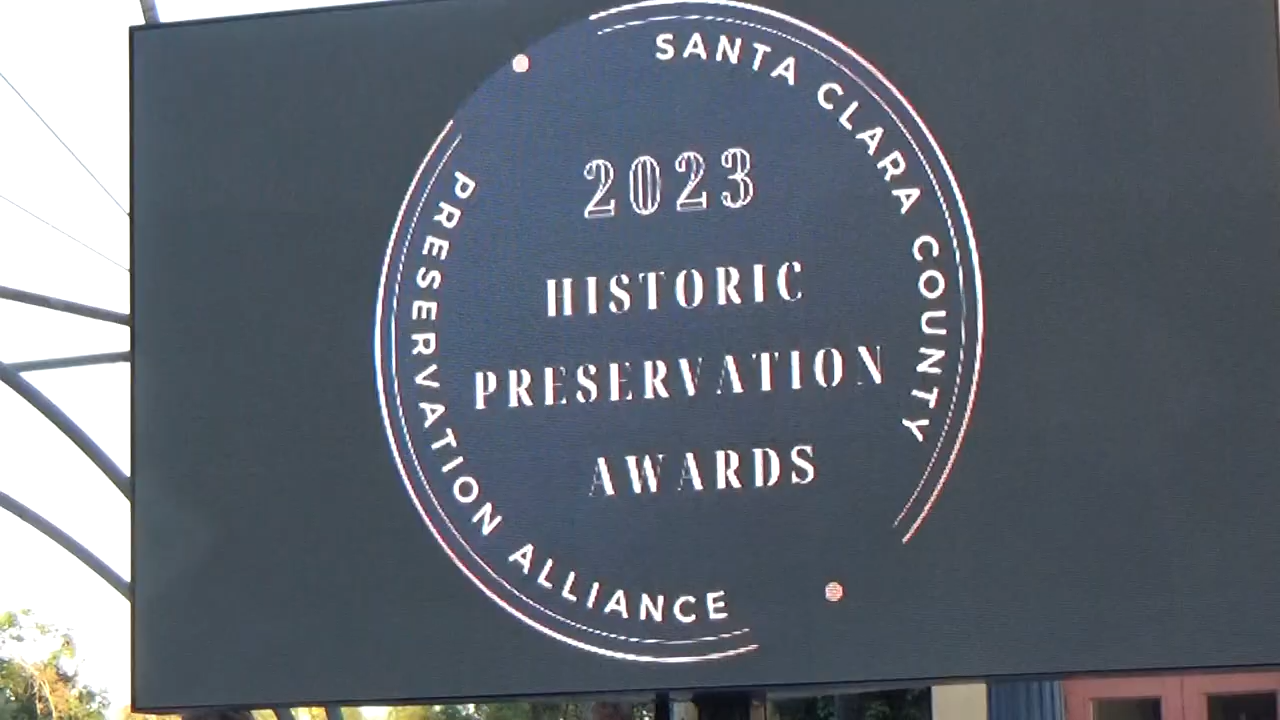 SANTA CLARA COUNTY
2023
HISTORIC
PRESERVATION
AWARDS
PRESERVATION ALLIANCE